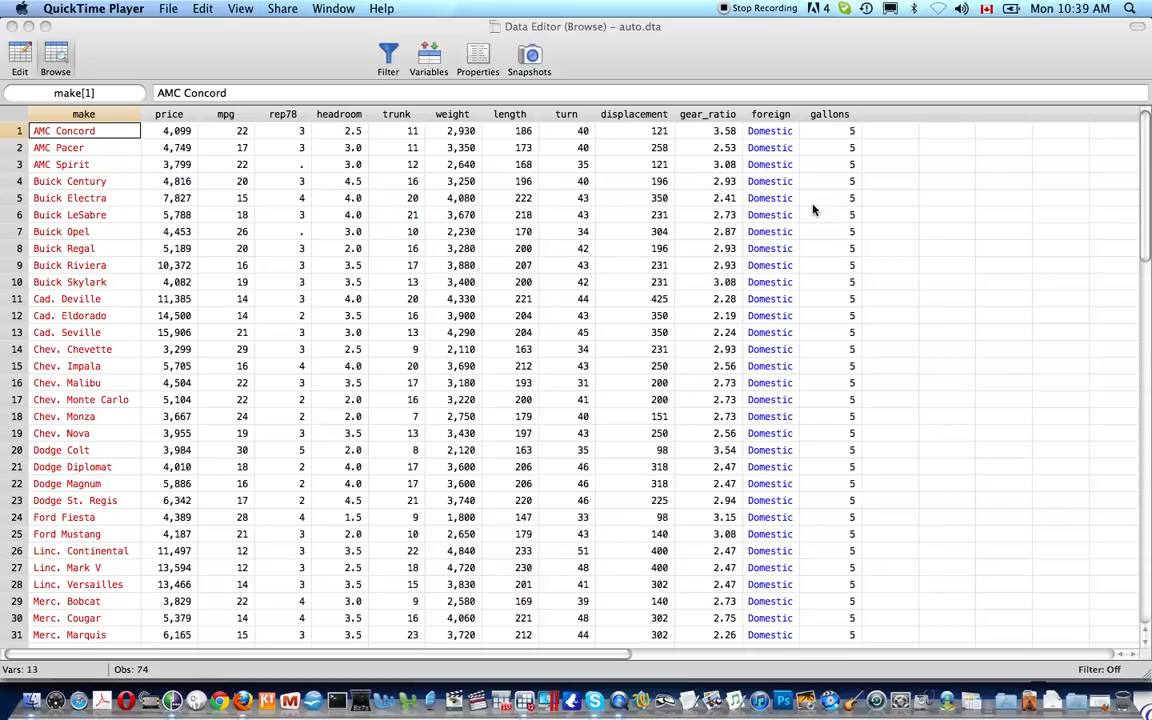 QuickTime Player File Edit View Share Window Help Stop Recording 4 Mon 10:39 AM
Data Editor (Browse) – auto.dta
Edit Browse Filter Variables Properties Snapshots
make[1] AMC Concord
make price mpg rep78 headroom trunk weight length turn displacement gear_ratio foreign gallons
1 AMC Concord 4,099 22 3 2.5 11 2,930 186 40 121 3.58 Domestic 5
2 AMC Pacer 4,749 17 3 3.0 11 3,350 173 40 258 2.53 Domestic 5
3 AMC Spirit 3,799 22 . 3.0 12 2,640 168 35 121 3.08 Domestic 5
4 Buick Century 4,816 20 3 4.5 16 3,250 196 40 196 2.93 Domestic 5
5 Buick Electra 7,827 15 4 4.0 20 4,080 222 43 350 2.41 Domestic 5
6 Buick LeSabre 5,788 18 3 4.0 21 3,670 218 43 231 2.73 Domestic 5
7 Buick Opel 4,453 26 . 3.0 10 2,230 170 34 304 2.87 Domestic 5
8 Buick Regal 5,189 20 3 2.0 16 3,280 200 42 196 2.93 Domestic 5
9 Buick Riviera 10,372 16 3 3.5 17 3,880 207 43 231 2.93 Domestic 5
10 Buick Skylark 4,082 19 3 3.5 13 3,400 200 42 231 3.08 Domestic 5
11 Cad. Deville 11,385 14 3 4.0 20 4,330 221 44 425 2.28 Domestic 5
12 Cad. Eldorado 14,500 14 2 3.5 16 3,900 204 43 350 2.19 Domestic 5
13 Cad. Seville 15,906 21 3 3.0 13 4,290 204 45 350 2.24 Domestic 5
14 Chev. Chevette 3,299 29 3 2.5 9 2,110 163 34 231 2.93 Domestic 5
15 Chev. Impala 5,705 16 4 4.0 20 3,690 212 43 250 2.56 Domestic 5
16 Chev. Malibu 4,504 22 3 3.5 17 3,180 193 31 200 2.73 Domestic 5
17 Chev. Monte Carlo 5,104 22 2 2.0 16 3,220 200 41 200 2.73 Domestic 5
18 Chev. Monza 3,667 24 2 2.0 7 2,750 179 40 151 2.73 Domestic 5
19 Chev. Nova 3,955 19 3 3.5 13 3,430 197 43 250 2.56 Domestic 5
20 Dodge Colt 3,984 30 5 2.0 8 2,120 163 35 98 3.54 Domestic 5
21 Dodge Diplomat 4,010 18 2 4.0 17 3,600 206 46 318 2.47 Domestic 5
22 Dodge Magnum 5,886 16 2 4.0 17 3,600 206 46 318 2.47 Domestic 5
23 Dodge St. Regis 6,342 17 2 4.5 21 3,740 220 46 225 2.94 Domestic 5
24 Ford Fiesta 4,389 28 4 1.5 9 1,800 147 33 98 3.15 Domestic 5
25 Ford Mustang 4,187 21 3 2.0 10 2,650 179 43 140 3.08 Domestic 5
26 Linc. Continental 11,497 12 3 3.5 22 4,840 233 51 400 2.47 Domestic 5
27 Linc. Mark V 13,594 12 3 2.5 18 4,720 230 48 400 2.47 Domestic 5
28 Linc. Versailles 13,466 14 3 3.5 15 3,830 201 41 302 2.47 Domestic 5
29 Merc. Bobcat 3,829 22 4 3.0 9 2,580 169 39 140 2.73 Domestic 5
30 Merc. Cougar 5,379 14 4 3.5 16 4,060 221 48 302 2.75 Domestic 5
31 Merc. Marquis 6,165 15 3 3.5 23 3,720 212 44 302 2.26 Domestic 5
Vars: 13 Obs: 74 Filter: Off